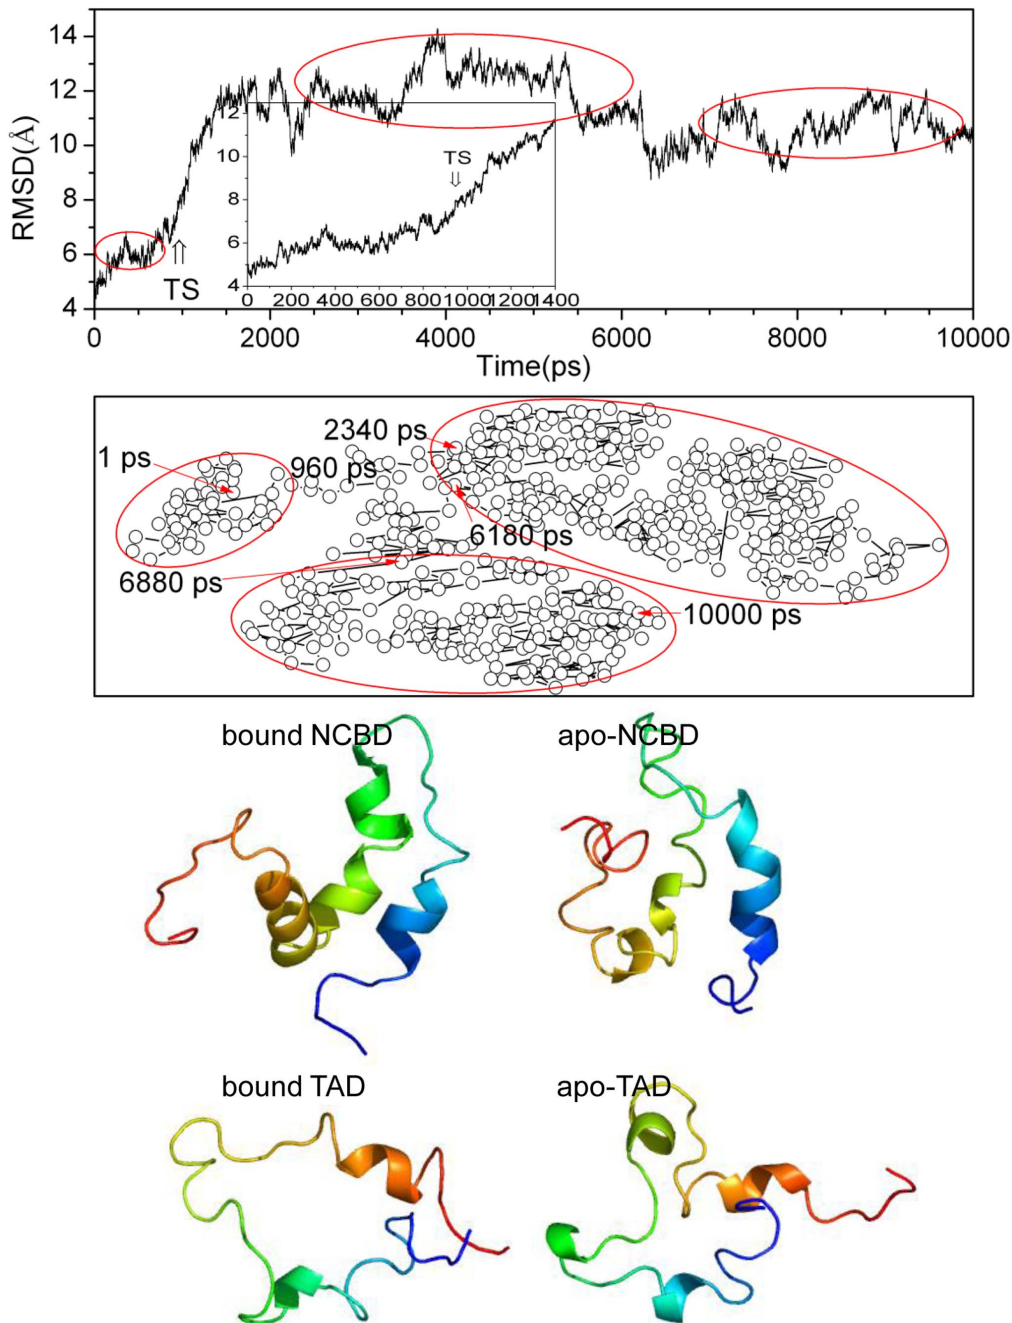 14
12
10
8
6
4
RMSD(Å)
12
10
8
6
4
TS
⇓
0 200 400 600 800 1000 1200 1400
⇑
TS
0 2000 4000 6000 8000 10000
Time(ps)
2340 ps
1 ps
960 ps
6180 ps
6880 ps
10000 ps
bound NCBD apo-NCBD
bound TAD apo-TAD